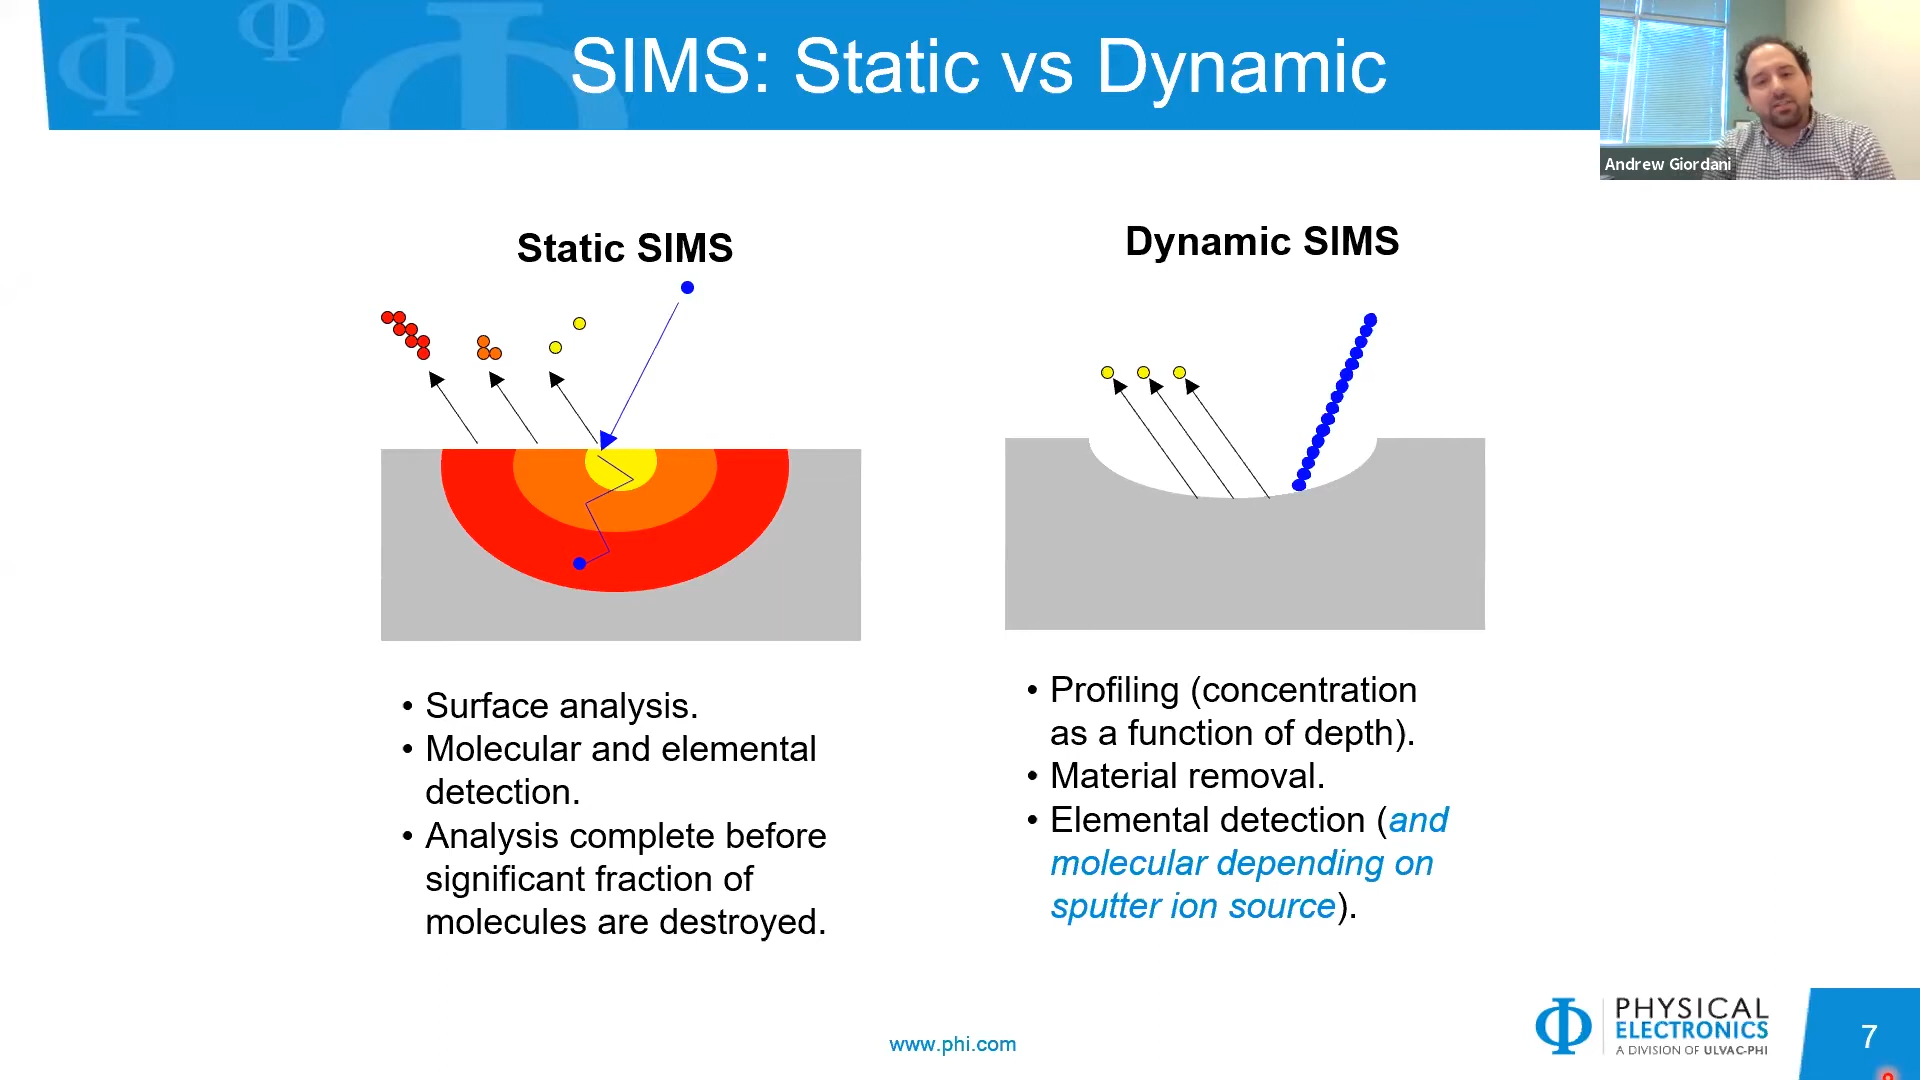 SIMS: Static vs Dynamic
Andrew Giordani
Static SIMS
• Surface analysis.
• Molecular and elemental
detection.
• Analysis complete before
significant fraction of
molecules are destroyed.
Dynamic SIMS
• Profiling (concentration
as a function of depth).
• Material removal.
• Elemental detection (and
molecular depending on
sputter ion source).
www.phi.com
PHYSICAL
ELECTRONICS
A DIVISION OF ULVAC-PHI
7